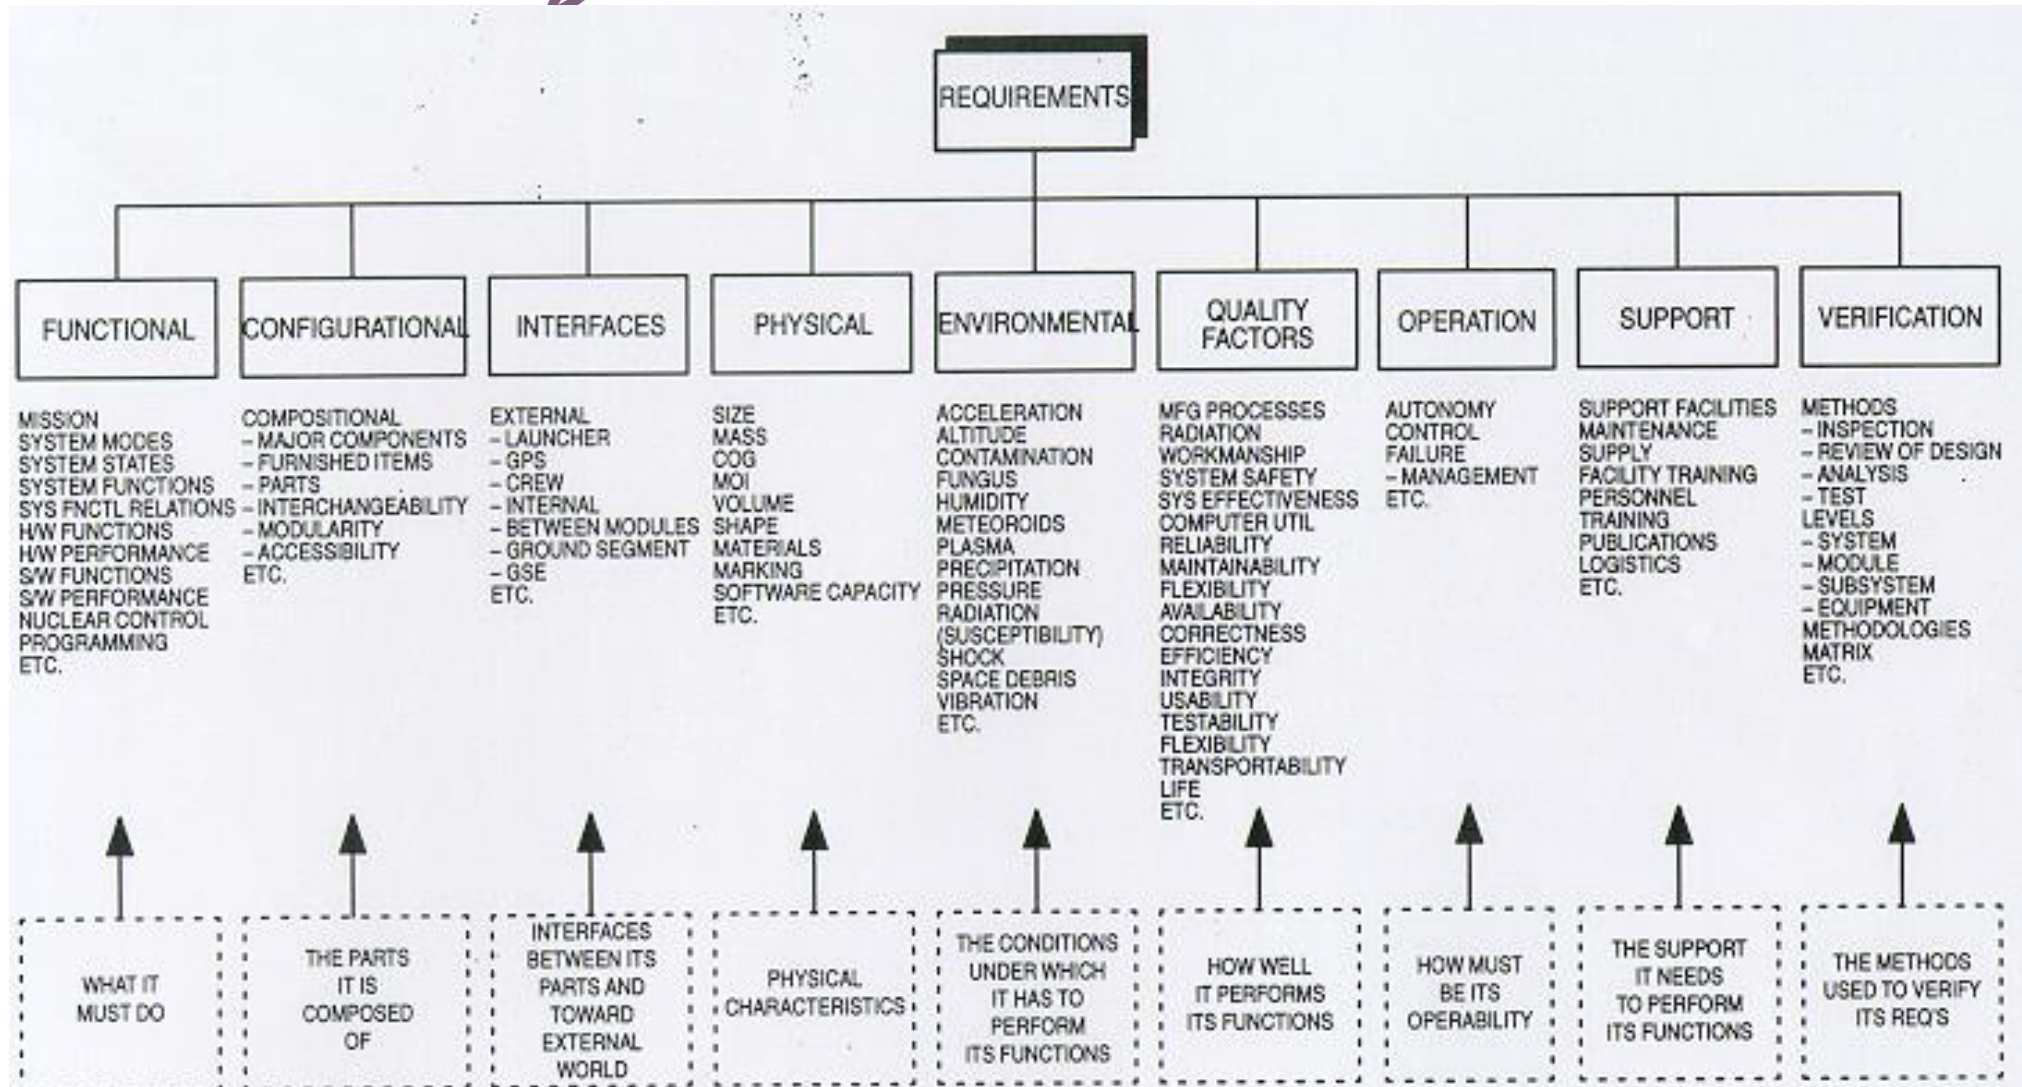 REQUIREMENTS
FUNCTIONAL
CONFIGURATIONAL
INTERFACES
PHYSICAL
ENVIRONMENTAL
QUALITY
FACTORS
OPERATION
SUPPORT
VERIFICATION
MISSION
SYSTEM MODES
SYSTEM STATES
SYSTEM FUNCTIONS
SYS FNCTL RELATIONS
H/W FUNCTIONS
H/W PERFORMANCE
S/W FUNCTIONS
S/W PERFORMANCE
NUCLEAR CONTROL
PROGRAMMING
ETC.
COMPOSITIONAL
– MAJOR COMPONENTS
– FURNISHED ITEMS
– PARTS
– INTERCHANGEABILITY
– MODULARITY
– ACCESSIBILITY
ETC.
EXTERNAL
– LAUNCHER
– GPS
– CREW
– INTERNAL
– BETWEEN MODULES
– GROUND SEGMENT
– GSE
ETC.
SIZE
MASS
COG
MOI
VOLUME
SHAPE
MATERIALS
MARKING
SOFTWARE CAPACITY
ETC.
ACCELERATION
ALTITUDE
CONTAMINATION
FUNGUS
HUMIDITY
METEOROIDS
PLASMA
PRECIPITATION
PRESSURE
RADIATION
(SUSCEPTIBILITY)
SHOCK
SPACE DEBRIS
VIBRATION
ETC.
MFG PROCESSES
RADIATION
WORKMANSHIP
SYSTEM SAFETY
SYS EFFECTIVENESS
COMPUTER UTIL
RELIABILITY
MAINTAINABILITY
FLEXIBILITY
AVAILABILITY
CORRECTNESS
EFFICIENCY
INTEGRITY
USABILITY
TESTABILITY
FLEXIBILITY
TRANSPORTABILITY
LIFE
ETC.
AUTONOMY
CONTROL
FAILURE
– MANAGEMENT
ETC.
SUPPORT FACILITIES
MAINTENANCE
SUPPLY
FACILITY TRAINING
PERSONNEL
TRAINING
PUBLICATIONS
LOGISTICS
ETC.
METHODS
– INSPECTION
– REVIEW OF DESIGN
– ANALYSIS
– TEST
LEVELS
– SYSTEM
– MODULE
– SUBSYSTEM
– EQUIPMENT
METHODOLOGIES
MATRIX
ETC.
WHAT IT
MUST DO
THE PARTS
IT IS
COMPOSED
OF
INTERFACES
BETWEEN ITS
PARTS AND
TOWARD
EXTERNAL
WORLD
PHYSICAL
CHARACTERISTICS
THE CONDITIONS
UNDER WHICH
IT HAS TO
PERFORM
ITS FUNCTIONS
HOW WELL
IT PERFORMS
ITS FUNCTIONS
HOW MUST
BE ITS
OPERABILITY
THE SUPPORT
IT NEEDS
TO PERFORM
ITS FUNCTIONS
THE METHODS
USED TO VERIFY
ITS REQ'S